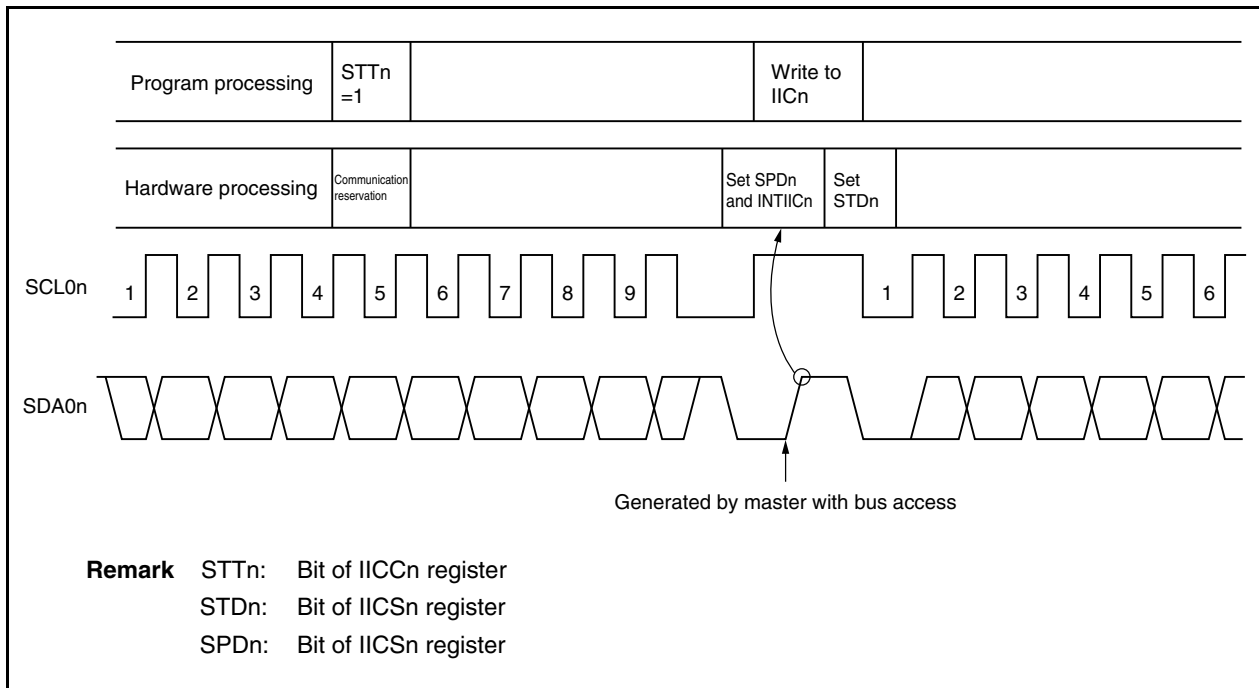 Program processing
STTn
=1
Write to
IICn
Hardware processing
Communication
reservation
Set SPDn
and INTIICn
Set
STDn
SCL0n
1 2 3 4 5 6 7 8 9 1 2 3 4 5 6
SDA0n
Generated by master with bus access
Remark STTn: Bit of IICCn register
STDn: Bit of IICSn register
SPDn: Bit of IICSn register